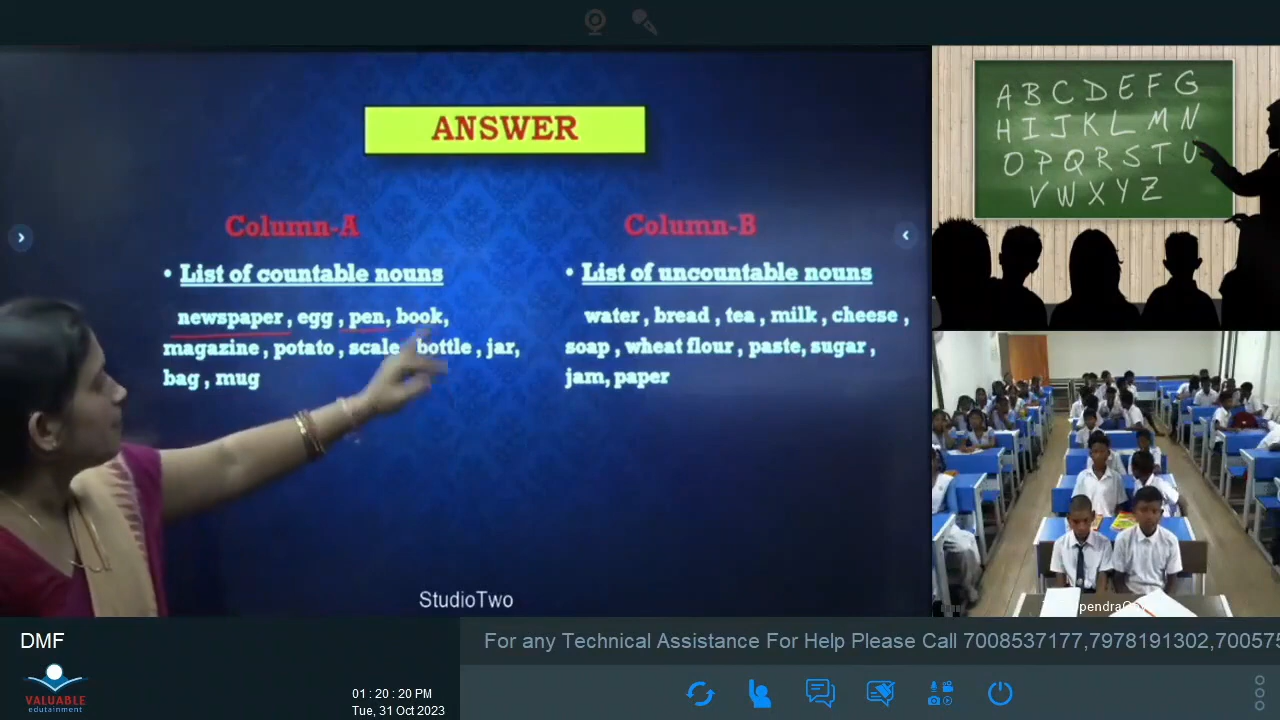 ANSWER
Column-A
• List of countable nouns
newspaper , egg , pen, book,
magazine , potato , scale bottle , jar,
bag , mug
Column-B
• List of uncountable nouns
water , bread , tea , milk , cheese ,
soap , wheat flour , paste, sugar ,
jam, paper
StudioTwo
A B C D E F G
H I J K L M N
O P Q R S T U
V W X Y Z
DMF
VALUABLE
edutainment
01 : 20 : 20 PM
Tue, 31 Oct 2023
For any Technical Assistance For Help Please Call 7008537177,7978191302,700575